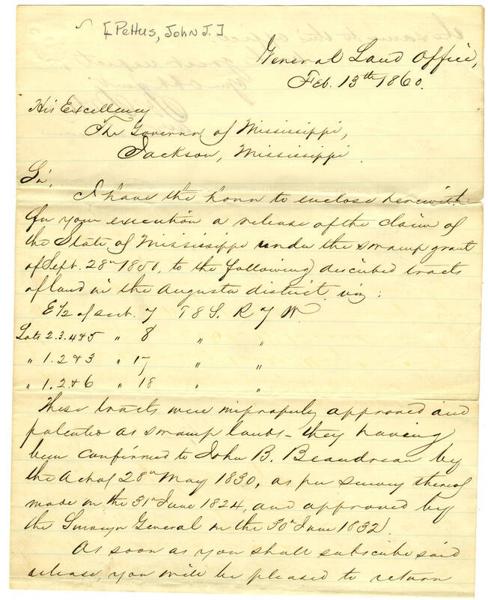 [Pettus, John J.]
General Land Office,
Feb. 13th 1860.
His Excellency
The Governor of Mississippi,
Jackson, Mississippi.
Sir,
I have the honor to enclose herewith
for your execution a release of the claim of
the State of Mississippi under the swamp grant
of Sept. 28th 1850, to the following described tracts
of land in the Augusta district viz:
E 1/2 of sect. 7 T 8 S. R 7 W.
Lots 2.3.4&5 " 8 " "
" 1.2&3 " 17 " "
" 1.2&6 " 18 " "
These tracts were improperly approved and
patented as swamp lands – they having
been confirmed to John B. Beaudreau by
the Act of 28th May 1830, as per survey thereof
made on the 31st June 1824, and approved by
the Surveyor General on the 30th June 1832.
As soon as you shall subscribe said
release, you will be pleased to return